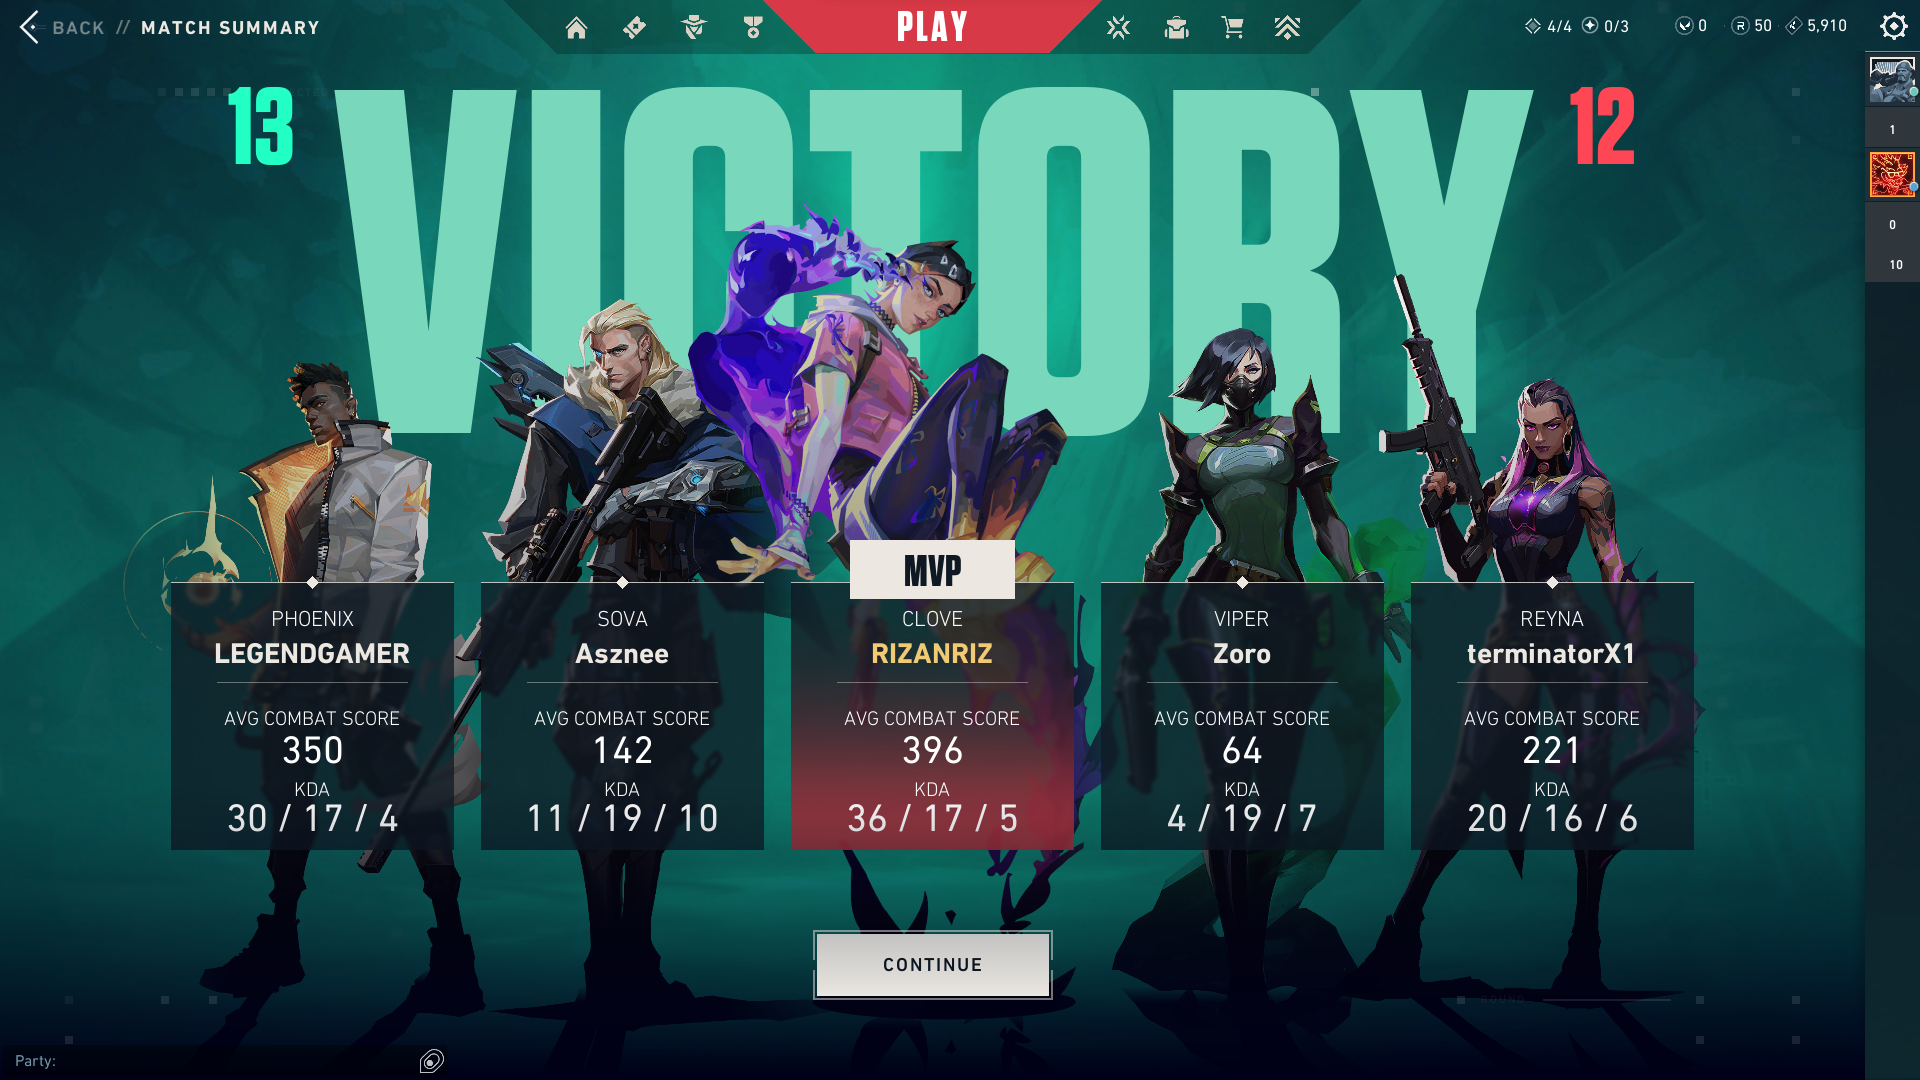 BACK // MATCH SUMMARY
PLAY
4/4 0/3 0 50 5,910
13
VICTORY
12
1
0
10
MVP
PHOENIX
LEGENDGAMER
AVG COMBAT SCORE
350
KDA
30 / 17 / 4
SOVA
Asznee
AVG COMBAT SCORE
142
KDA
11 / 19 / 10
CLOVE
RIZANRIZ
AVG COMBAT SCORE
396
KDA
36 / 17 / 5
VIPER
Zoro
AVG COMBAT SCORE
64
KDA
4 / 19 / 7
REYNA
terminatorX1
AVG COMBAT SCORE
221
KDA
20 / 16 / 6
CONTINUE
ROUND
Party: